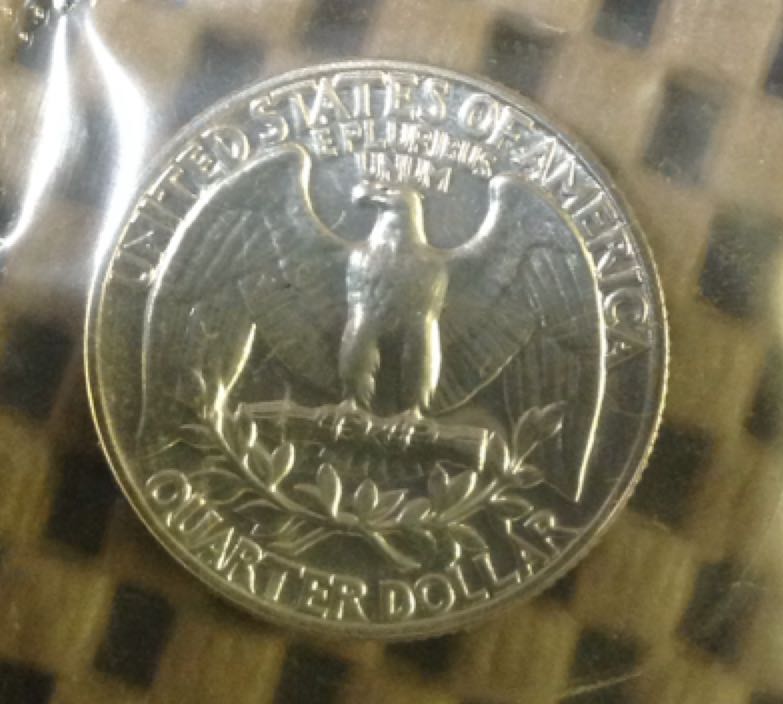 UNITED STATES OF AMERICA
E PLURIBUS
UNUM
QUARTER DOLLAR